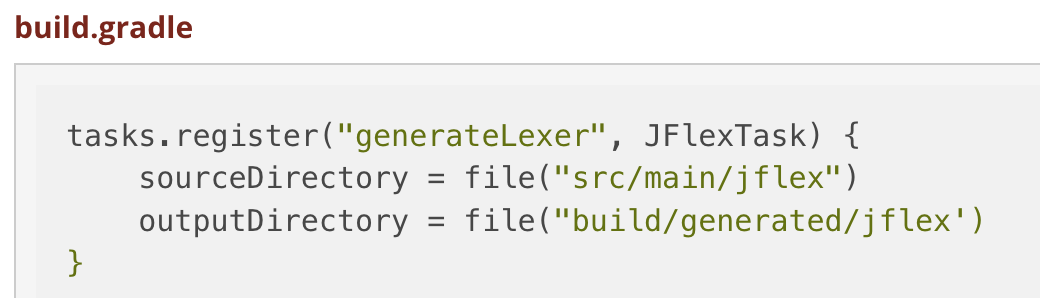 build.gradle
tasks.register("generateLexer", JFlexTask) {
    sourceDirectory = file("src/main/jflex")
    outputDirectory = file("build/generated/jflex')
}